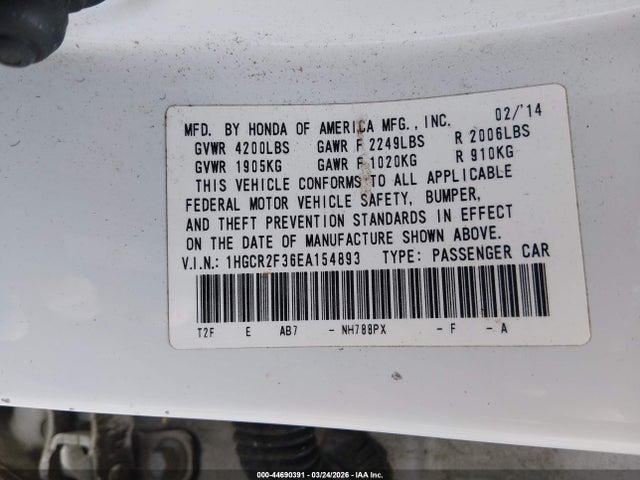 02/'14
MFD. BY HONDA OF AMERICA MFG., INC.
GVWR 4200LBS GAWR F 2249LBS R 2006LBS
GVWR 1905KG GAWR F 1020KG R 910KG
THIS VEHICLE CONFORMS TO ALL APPLICABLE
FEDERAL MOTOR VEHICLE SAFETY, BUMPER,
AND THEFT PREVENTION STANDARDS IN EFFECT
ON THE DATE OF MANUFACTURE SHOWN ABOVE.
V.I.N.: 1HGCR2F36EA154893 TYPE: PASSENGER CAR
T2F E AB7 - NH788PX - F - A
000-44690391 | 03/24/2026 | IAA Inc.